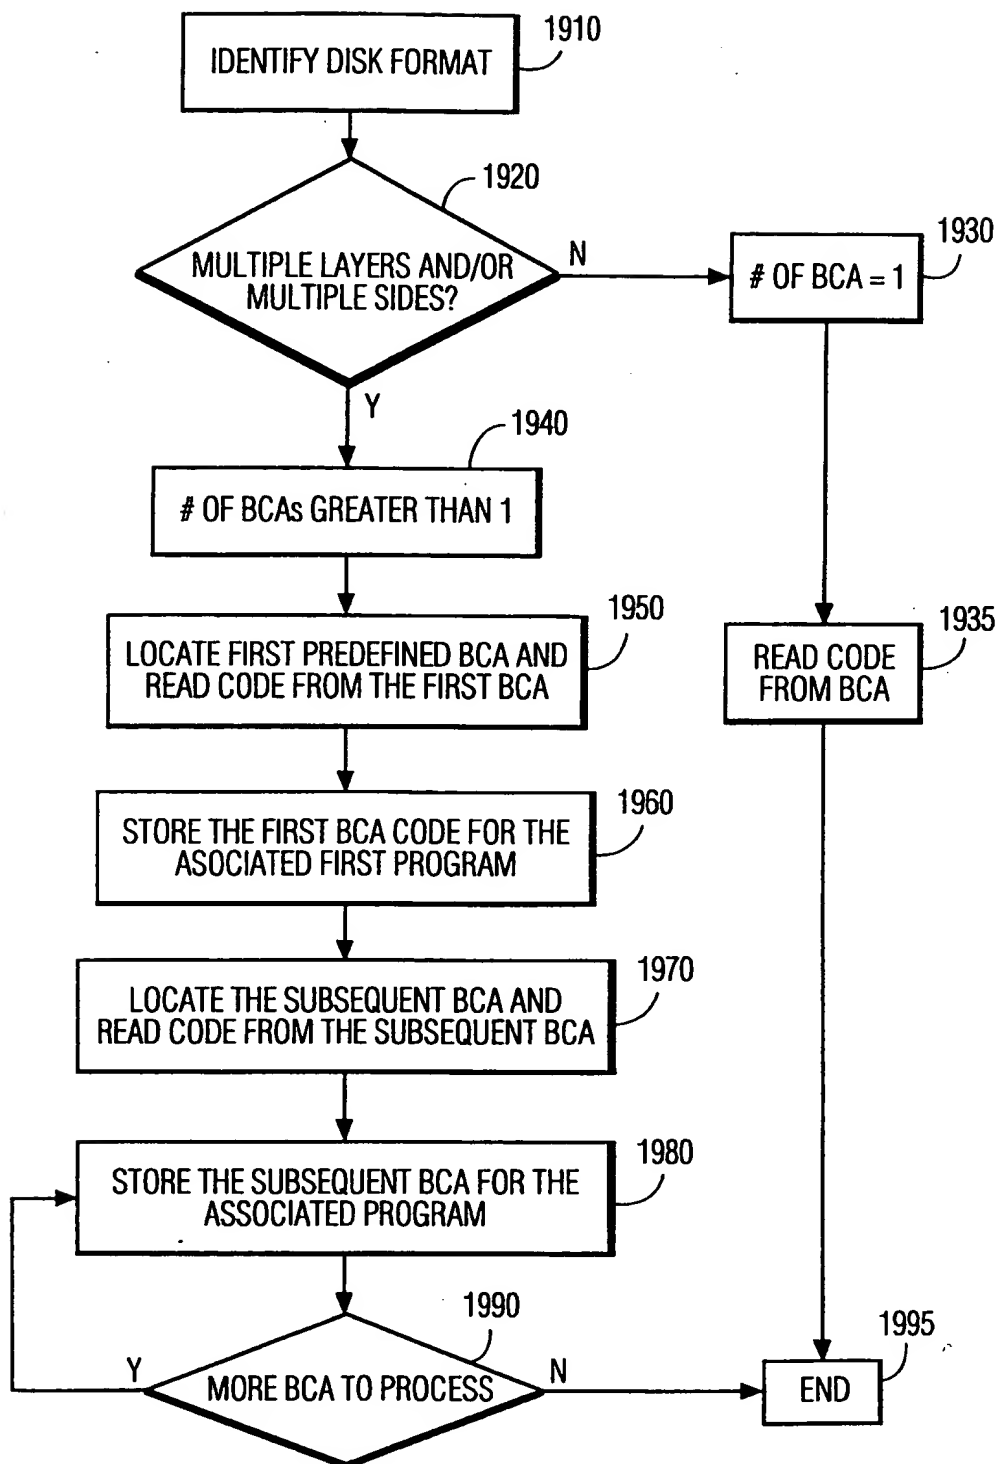 1910
IDENTIFY DISK FORMAT
1920
MULTIPLE LAYERS AND/OR
MULTIPLE SIDES?
N
1930
# OF BCA = 1
Y
1940
# OF BCAs GREATER THAN 1
1950
LOCATE FIRST PREDEFINED BCA AND
READ CODE FROM THE FIRST BCA
1935
READ CODE
FROM BCA
1960
STORE THE FIRST BCA CODE FOR THE
ASOCIATED FIRST PROGRAM
1970
LOCATE THE SUBSEQUENT BCA AND
READ CODE FROM THE SUBSEQUENT BCA
1980
STORE THE SUBSEQUENT BCA FOR THE
ASSOCIATED PROGRAM
1990
Y
MORE BCA TO PROCESS
N
1995
END